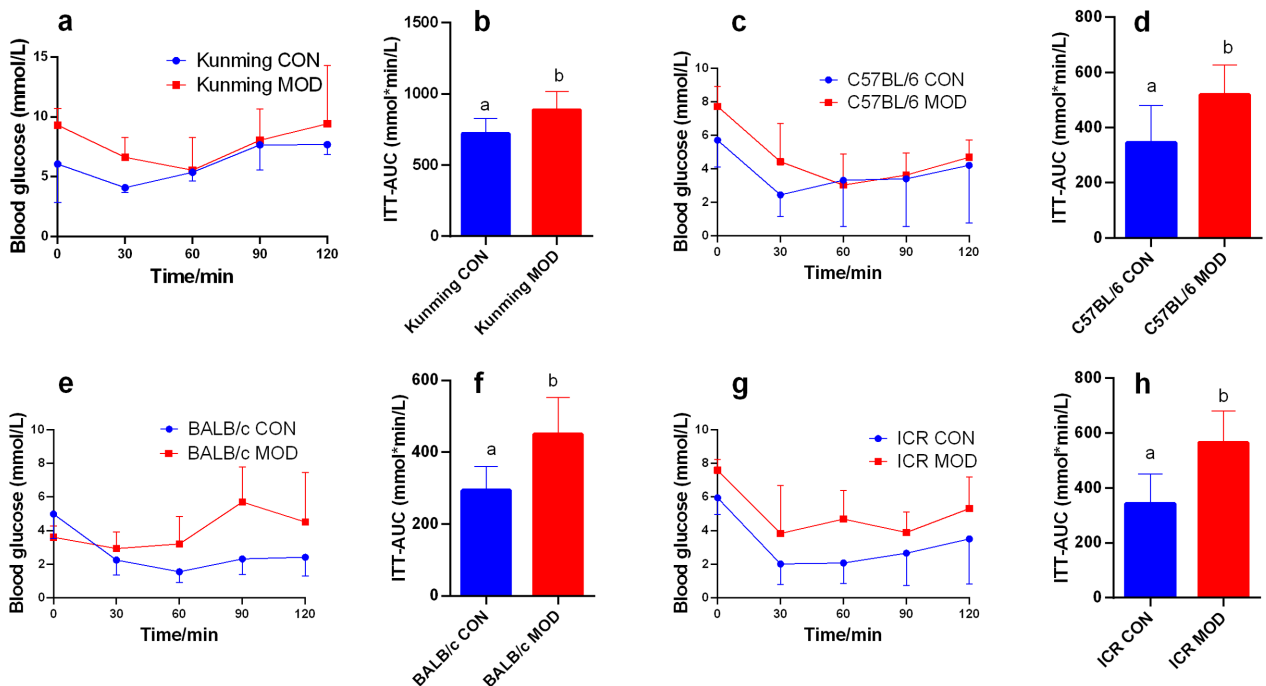 a
Blood glucose (mmol/L)
15
10
5
0
0 30 60 90 120
Time/min
Kunming CON
Kunming MOD
b
ITT-AUC (mmol*min/L)
1500
1000
500
0
a
b
Kunming CON
Kunming MOD
c
Blood glucose (mmol/L)
10
8
6
4
2
0
0 30 60 90 120
Time/min
C57BL/6 CON
C57BL/6 MOD
d
ITT-AUC (mmol*min/L)
800
600
400
200
0
a
b
C57BL/6 CON
C57BL/6 MOD
e
Blood glucose (mmol/L)
10
8
6
4
2
0
0 30 60 90 120
Time/min
BALB/c CON
BALB/c MOD
f
ITT-AUC (mmol*min/L)
600
400
200
0
a
b
BALB/c CON
BALB/c MOD
g
Blood glucose (mmol/L)
10
8
6
4
2
0
0 30 60 90 120
Time/min
ICR CON
ICR MOD
h
ITT-AUC (mmol*min/L)
800
600
400
200
0
a
b
ICR CON
ICR MOD